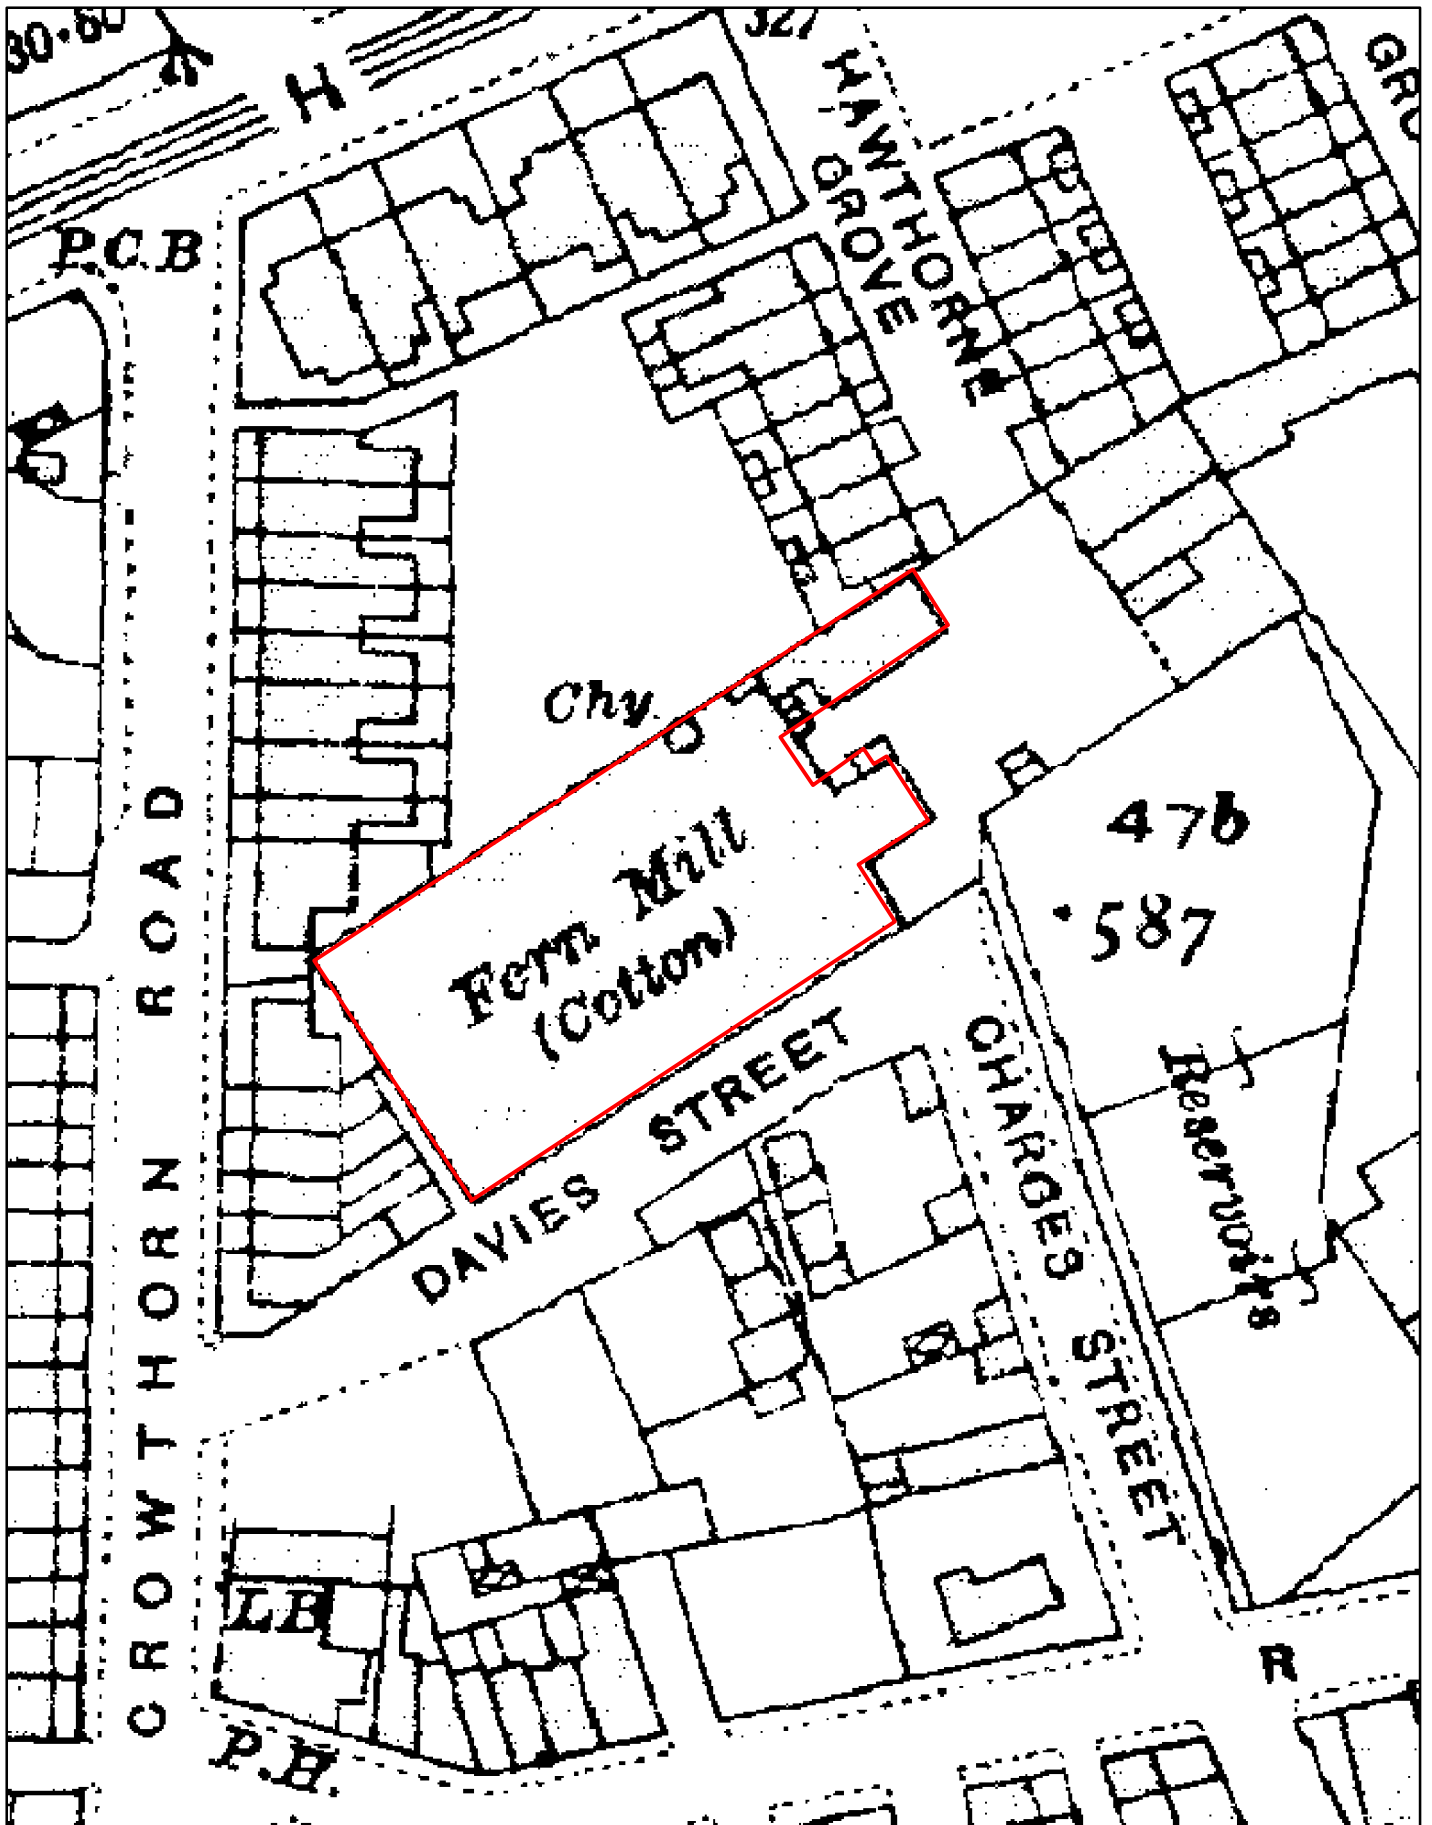 30·60
H
327
HAWTHORNE
GROVE
P.C.B
Chy
Fern Mill
(Cotton)
476
·587
CROWTHORN ROAD
DAVIES STREET
CHARGES STREET
Reservoirs
LB
P.H.
R